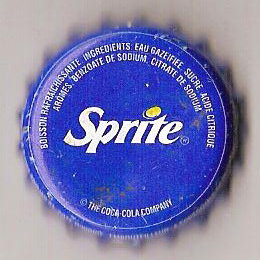 BOISSON RAFRAICHISSANTE INGREDIENTS: EAU GAZEIFIEE, SUCRE, ACIDE CITRIQUE
AROMES, BENZOATE DE SODIUM, CITRATE DE SODIUM
Sprite®
© THE COCA-COLA COMPANY